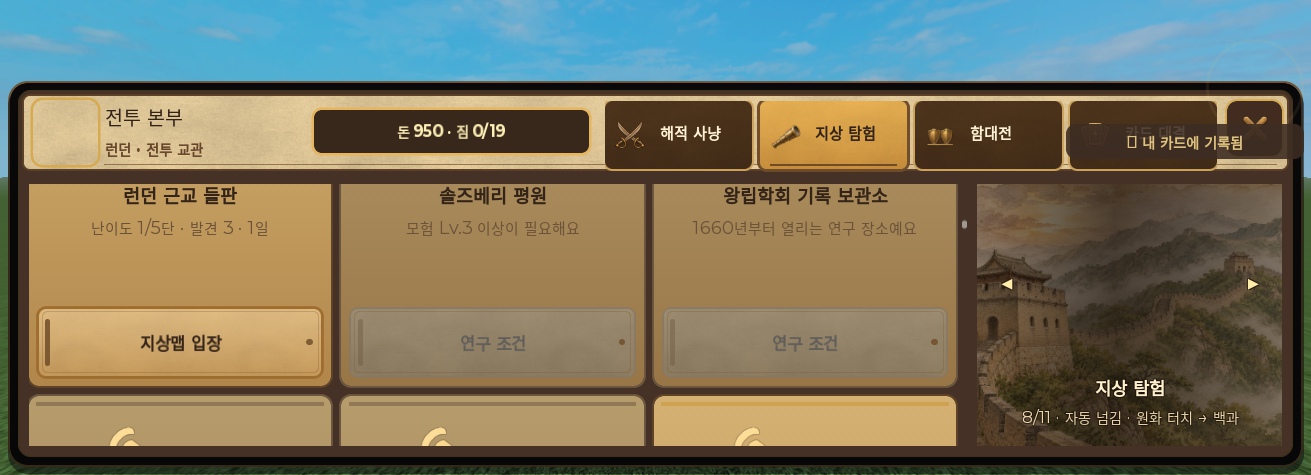 전투 본부
런던 · 전투 교관
돈 950 · 짐 0/19
해적 사냥
지상 탐험
함대전
카드 대결
내 카드에 기록됨
런던 근교 들판
난이도 1/5단 · 발견 3 · 1일
지상맵 입장
솔즈베리 평원
모험 Lv.3 이상이 필요해요
연구 조건
왕립학회 기록 보관소
1660년부터 열리는 연구 장소예요
연구 조건
◀
▶
지상 탐험
8/11 · 자동 넘김 · 원화 터치 → 백과